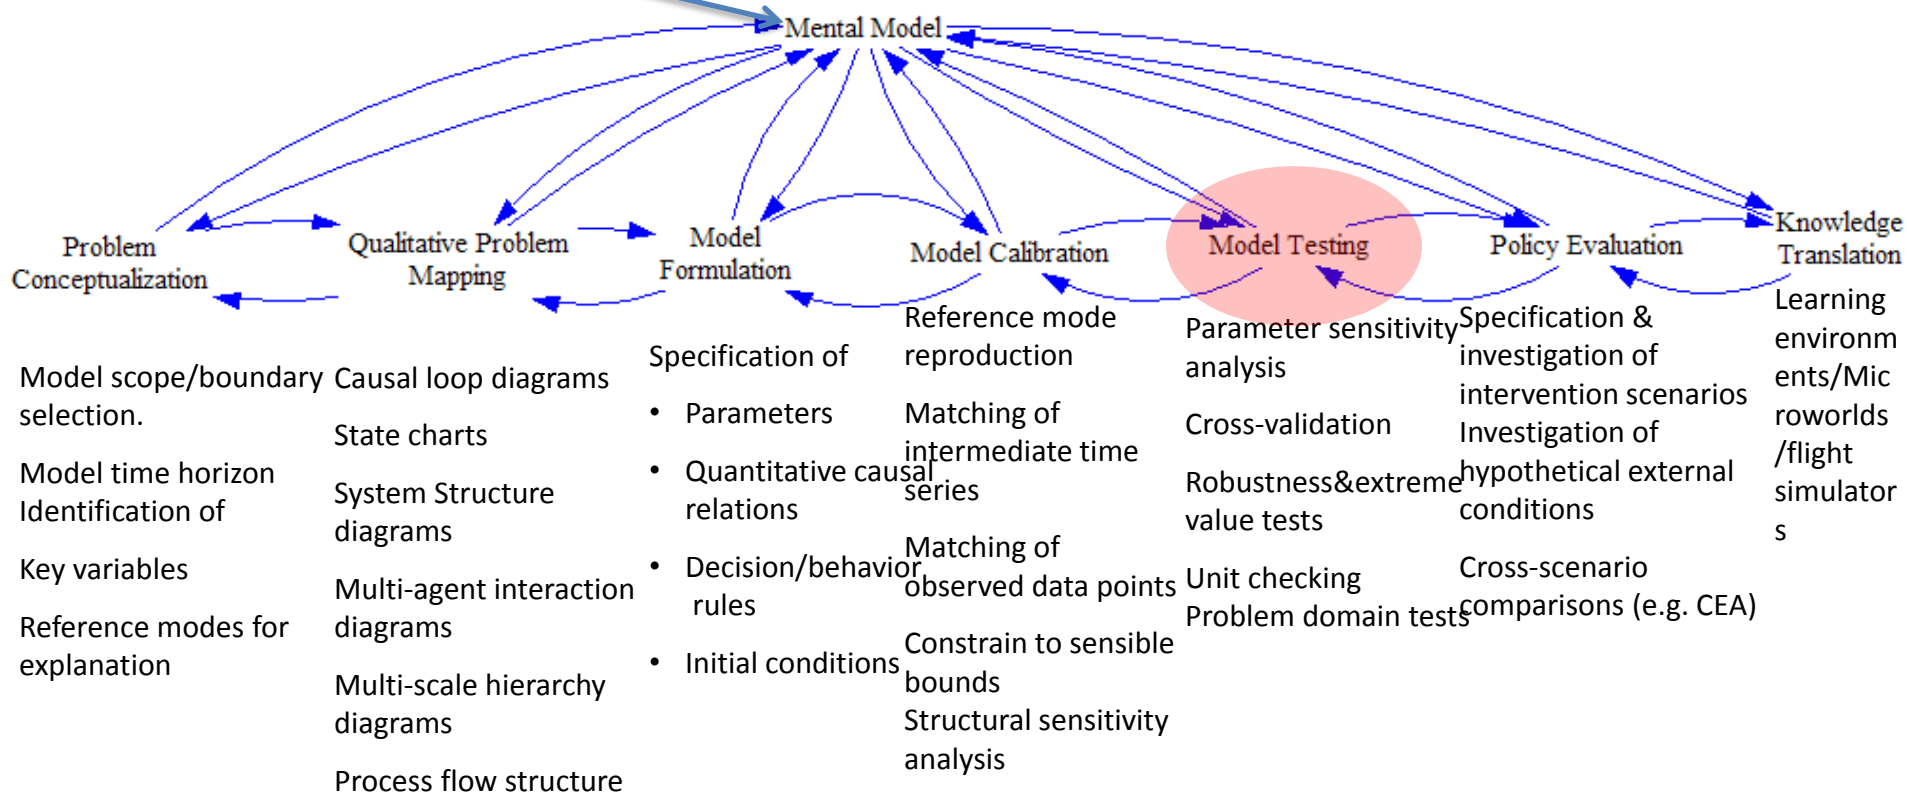 Mental Model
Problem
Conceptualization
Qualitative Problem
Mapping
Model
Formulation
Model Calibration
Model Testing
Policy Evaluation
Knowledge
Translation
Model scope/boundary
selection.
Model time horizon
Identification of
Key variables
Reference modes for
explanation
Causal loop diagrams
State charts
System Structure
diagrams
Multi-agent interaction
diagrams
Multi-scale hierarchy
diagrams
Process flow structure
Specification of
• Parameters
• Quantitative causal
relations
• Decision/behavior
rules
• Initial conditions
Reference mode
reproduction
Matching of
intermediate time
series
Matching of
observed data points
Constrain to sensible
bounds
Structural sensitivity
analysis
Parameter sensitivity
analysis
Cross-validation
Robustness&extreme
value tests
Unit checking
Problem domain tests
Specification &
investigation of
intervention scenarios
Investigation of
hypothetical external
conditions
Cross-scenario
comparisons (e.g. CEA)
Learning
environm
ents/Mic
roworlds
/flight
simulator
s